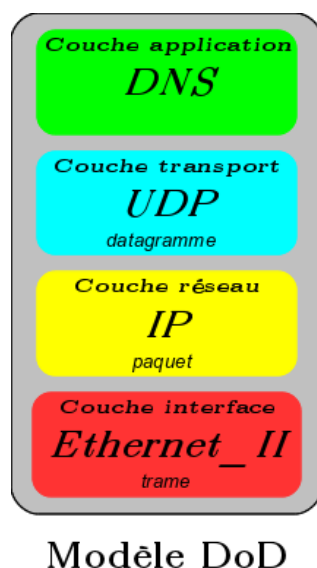 Couche application
DNS
Couche transport
UDP
datagramme
Couche réseau
IP
paquet
Couche interface
Ethernet_II
trame
Modèle DoD